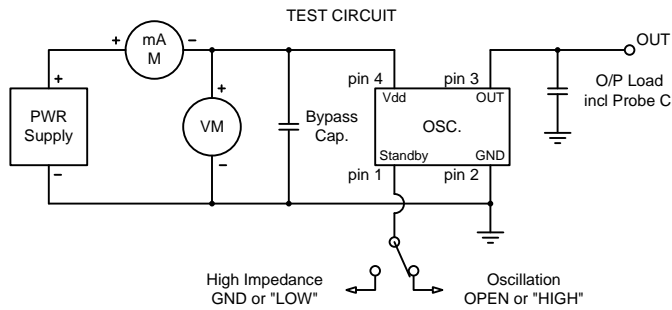 TEST CIRCUIT
+
mA
M
-
OUT
+
+
pin 4
pin 3
Vdd
OUT
O/P Load
incl Probe C
PWR
Supply
VM
Bypass
Cap.
OSC.
-
-
Standby
GND
pin 1
pin 2
High Impedance
GND or "LOW"
Oscillation
OPEN or "HIGH"